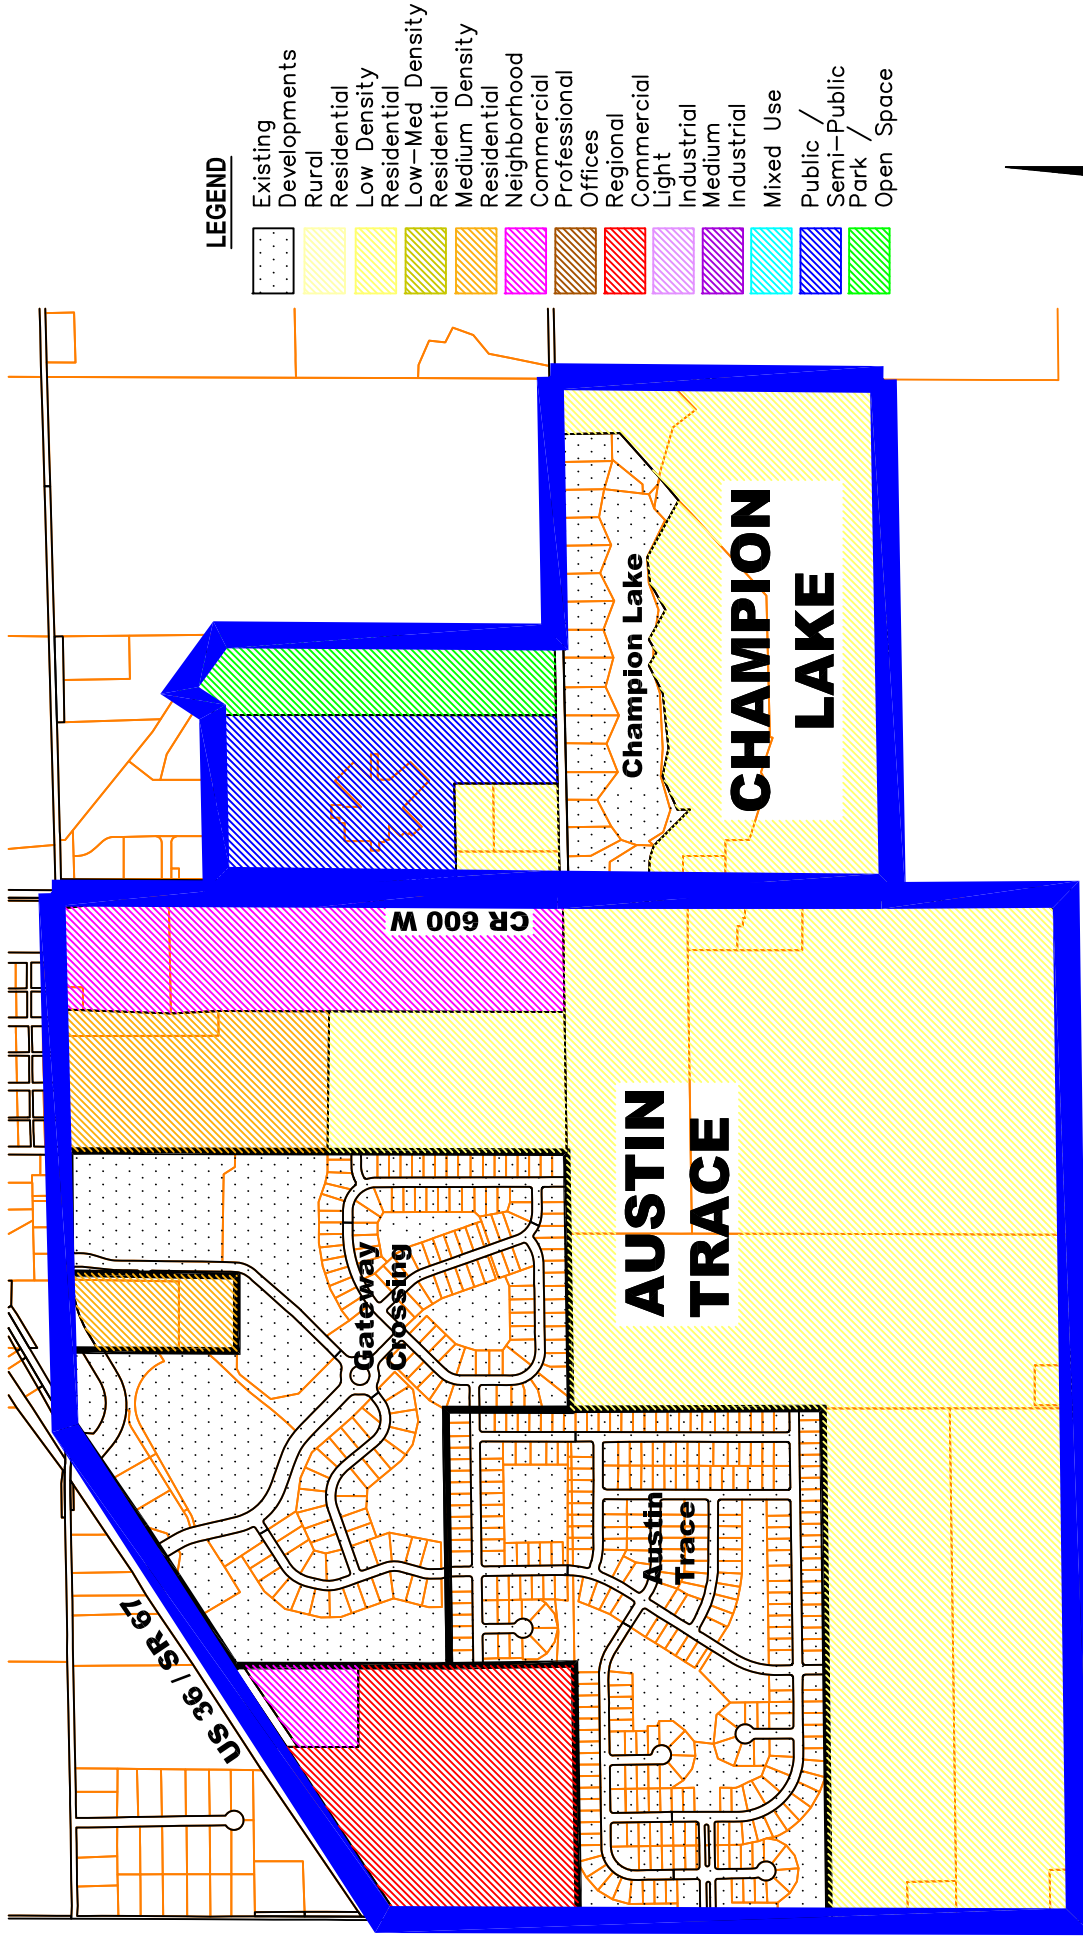 LEGEND
Existing
Developments
Rural
Residential
Low Density
Residential
Low-Med Density
Residential
Medium Density
Residential
Neighborhood
Commercial
Professional
Offices
Regional
Commercial
Light
Industrial
Medium
Industrial
Mixed Use
Public /
Semi-Public
Park /
Open Space
US 36 / SR 67
CR 600 W
Gateway
Crossing
Austin
Trace
AUSTIN
TRACE
Champion Lake
CHAMPION
LAKE